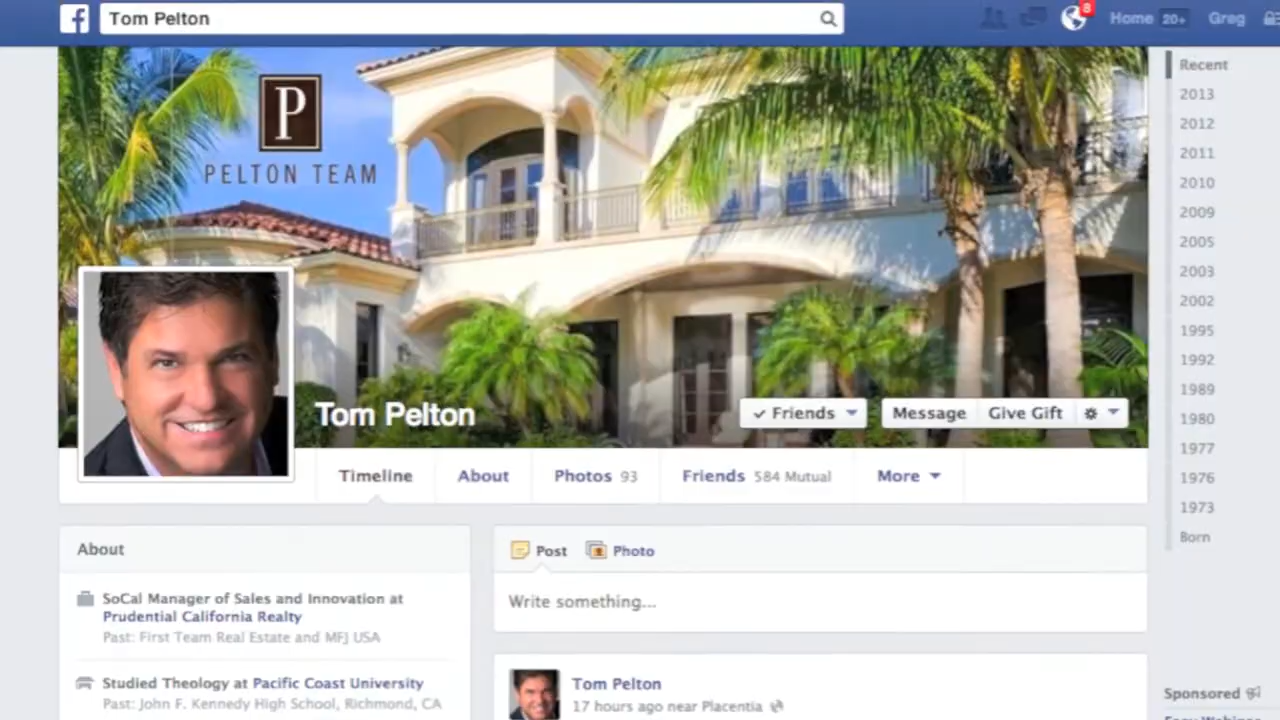 Tom Pelton
8
Home 20+
Greg
P
PELTON TEAM
Tom Pelton
Friends
Message
Give Gift
Timeline
About
Photos 93
Friends 584 Mutual
More
Recent
2013
2012
2011
2010
2009
2005
2003
2002
1995
1992
1989
1980
1977
1976
1973
Born
About
SoCal Manager of Sales and Innovation at
Prudential California Realty
Past: First Team Real Estate and MFJ USA
Studied Theology at Pacific Coast University
Past: John F. Kennedy High School, Richmond, CA
Post
Photo
Write something...
Tom Pelton
17 hours ago near Placentia
Sponsored
Easy Webinar